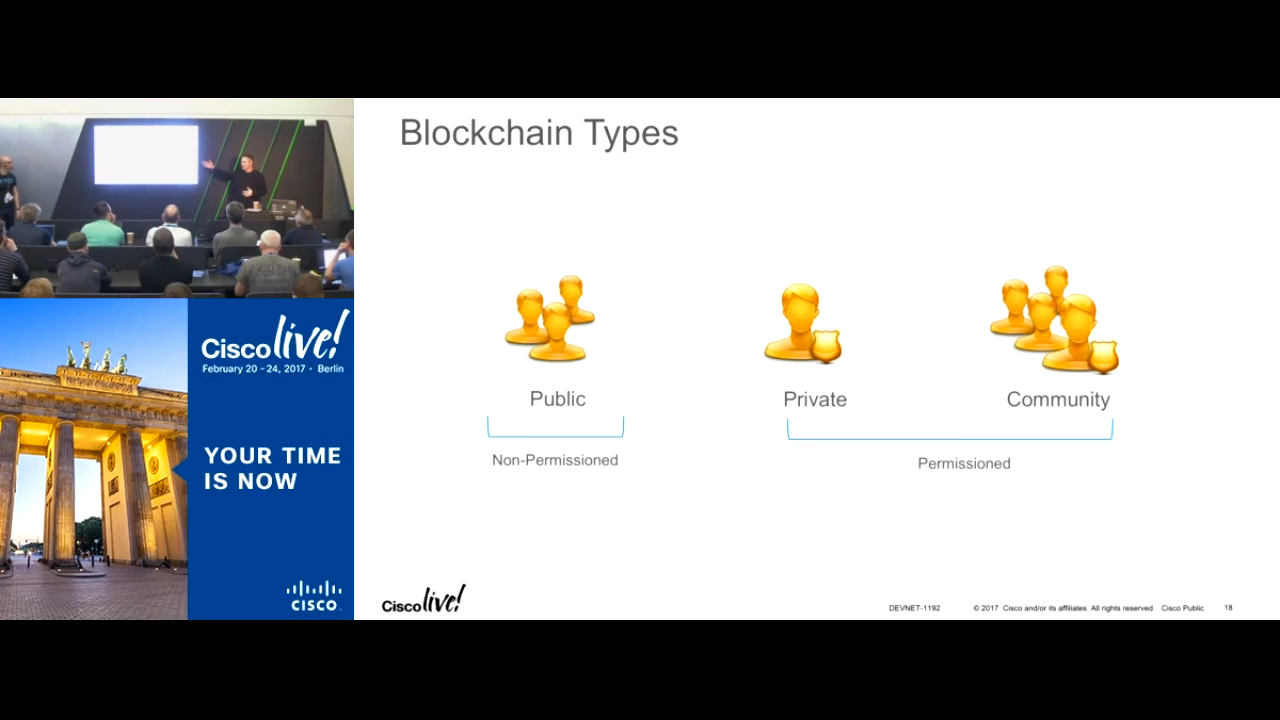 Blockchain Types
Public
Private
Community
Non-Permissioned
Permissioned
Cisco live!
DEVNET-1192
© 2017 Cisco and/or its affiliates. All rights reserved. Cisco Public
18
Cisco live!
February 20 - 24, 2017 · Berlin
YOUR TIME
IS NOW
CISCO.